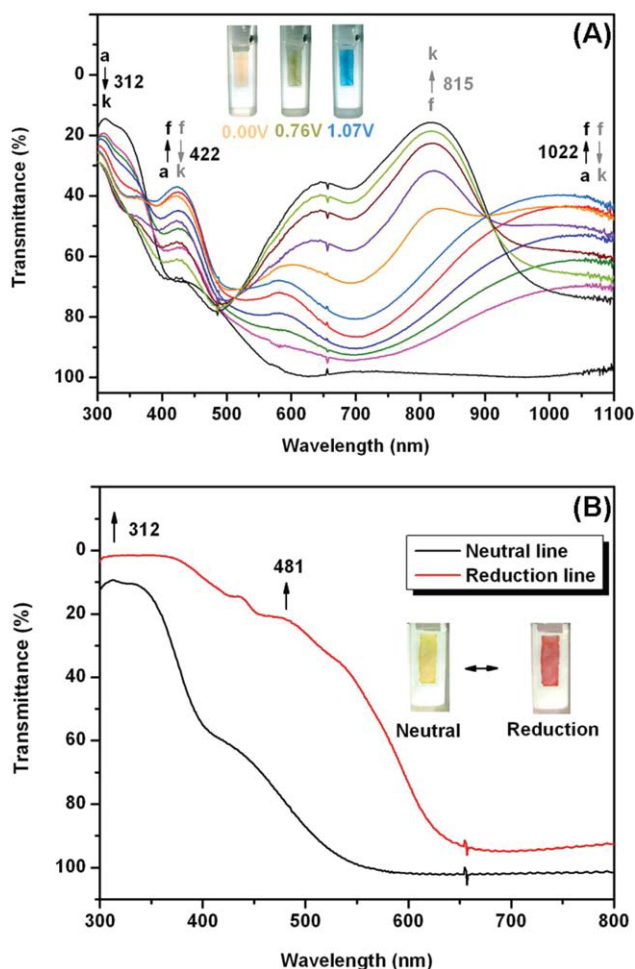 (A)
a
312
k
0.00V 0.76V 1.07V
k
815
f
f f
422
a k
f f
1022
a k
Transmittance (%)
0
20
40
60
80
100
300 400 500 600 700 800 900 1000 1100
Wavelength (nm)
(B)
312
481
Neutral line
Reduction line
Neutral Reduction
Transmittance (%)
0
20
40
60
80
100
300 400 500 600 700 800
Wavelength (nm)